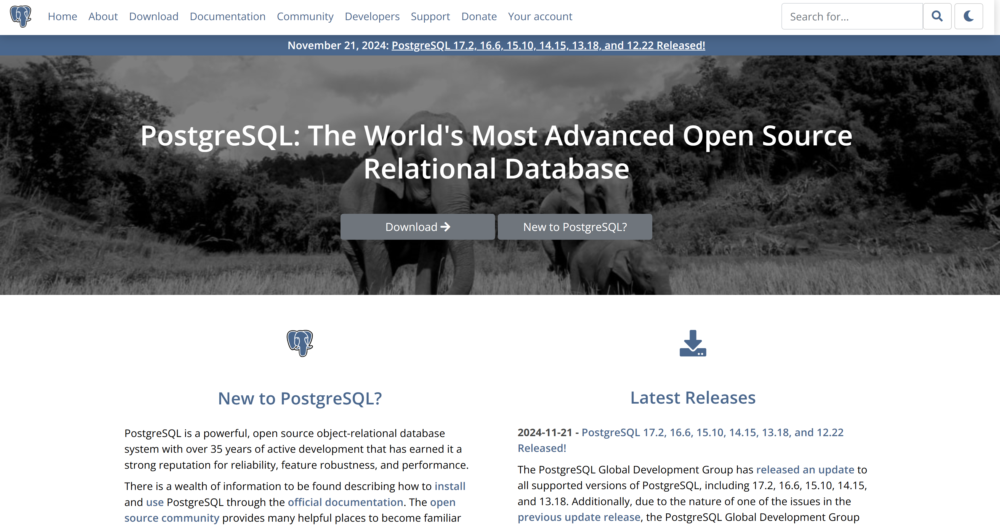 Home About Download Documentation Community Developers Support Donate Your account Search for...
November 21, 2024: PostgreSQL 17.2, 16.6, 15.10, 14.15, 13.18, and 12.22 Released!
PostgreSQL: The World's Most Advanced Open Source
Relational Database
Download New to PostgreSQL?
New to PostgreSQL?
PostgreSQL is a powerful, open source object-relational database
system with over 35 years of active development that has earned it a
strong reputation for reliability, feature robustness, and performance.
There is a wealth of information to be found describing how to install
and use PostgreSQL through the official documentation. The open
source community provides many helpful places to become familiar
Latest Releases
2024-11-21 - PostgreSQL 17.2, 16.6, 15.10, 14.15, 13.18, and 12.22
Released!
The PostgreSQL Global Development Group has released an update to
all supported versions of PostgreSQL, including 17.2, 16.6, 15.10, 14.15,
and 13.18. Additionally, due to the nature of one of the issues in the
previous update release, the PostgreSQL Global Development Group